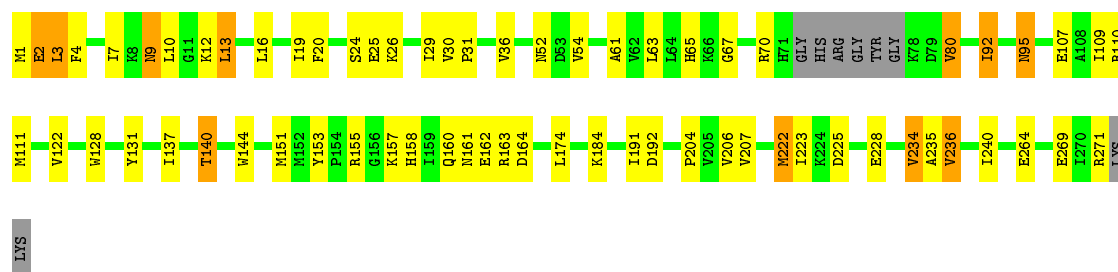 M1 E2 L3 F4 I7 K8 N9 L10 G11 K12 L13 L16 I19 F20 S24 E25 K26 I29 V30 P31 V36 N52 D53 V54 A61 V62 L63 L64 H65 K66 G67 R70 H71 GLY HIS ARG GLY TYR GLY K78 D79 V80 I92 N95 E107 A108 I109 R110
M111 V122 W128 Y131 I137 T140 W144 M151 M152 Y153 P154 R155 G156 K157 H158 I159 Q160 N161 E162 R163 D164 L174 K184 I191 D192 P204 V205 V206 V207 M222 I223 K224 D225 E228 V234 A235 V236 I240 E264 E269 I270 R271 LYS
LYS